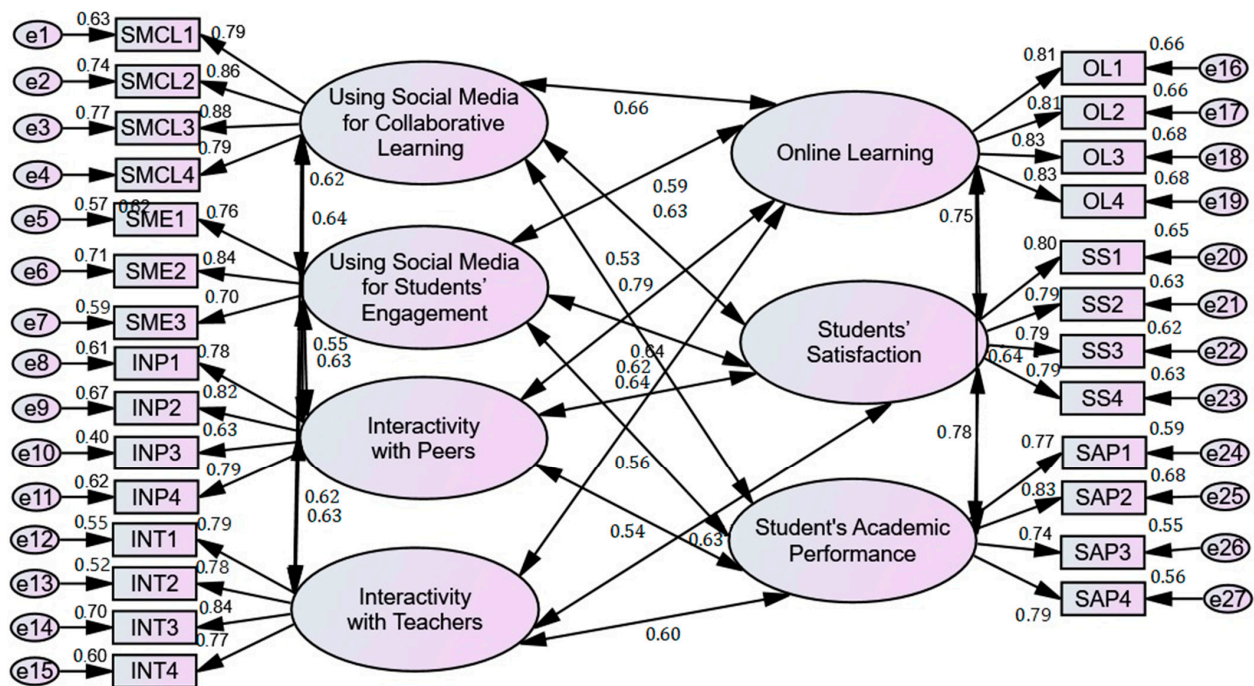 e1 0.63 SMCL1 0.79
e2 0.74 SMCL2 0.86
e3 0.77 SMCL3 0.88
e4 SMCL4 0.79
e5 0.57 0.62 SME1 0.76
e6 0.71 SME2 0.84
e7 0.59 SME3 0.70
e8 0.61 INP1 0.78
e9 0.67 INP2 0.82
e10 0.40 INP3 0.63
e11 0.62 INP4 0.79
e12 0.55 INT1 0.79
e13 0.52 INT2 0.78
e14 0.70 INT3 0.84
e15 0.60 INT4 0.77
Using Social Media
for Collaborative
Learning
Using Social Media
for Students’
Engagement
Interactivity
with Peers
Interactivity
with Teachers
0.62
0.64
0.55
0.63
0.62
0.63
0.66
0.59
0.63
0.53
0.79
0.64
0.62
0.64
0.56
0.54
0.63
0.60
Online Learning
Students’
Satisfaction
Student's Academic
Performance
0.75
0.64
0.78
0.81 OL1 0.66 e16
0.81 OL2 0.66 e17
0.83 OL3 0.68 e18
0.83 OL4 0.68 e19
0.80 SS1 0.65 e20
0.79 SS2 0.63 e21
0.79 SS3 0.62 e22
0.79 SS4 0.63 e23
0.77 SAP1 0.59 e24
0.83 SAP2 0.68 e25
0.74 SAP3 0.55 e26
0.79 SAP4 0.56 e27